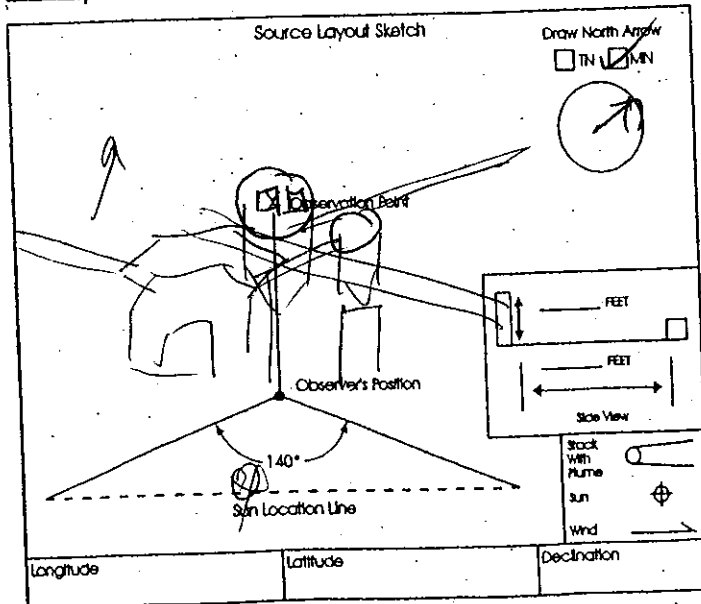 Source Layout Sketch
Draw North Arrow
TN MN
Observation Point
FEET
FEET
Side View
Observer's Position
140°
Sun Location Line
Stack
With
Plume
Sun
Wind
Longitude
Latitude
Declination